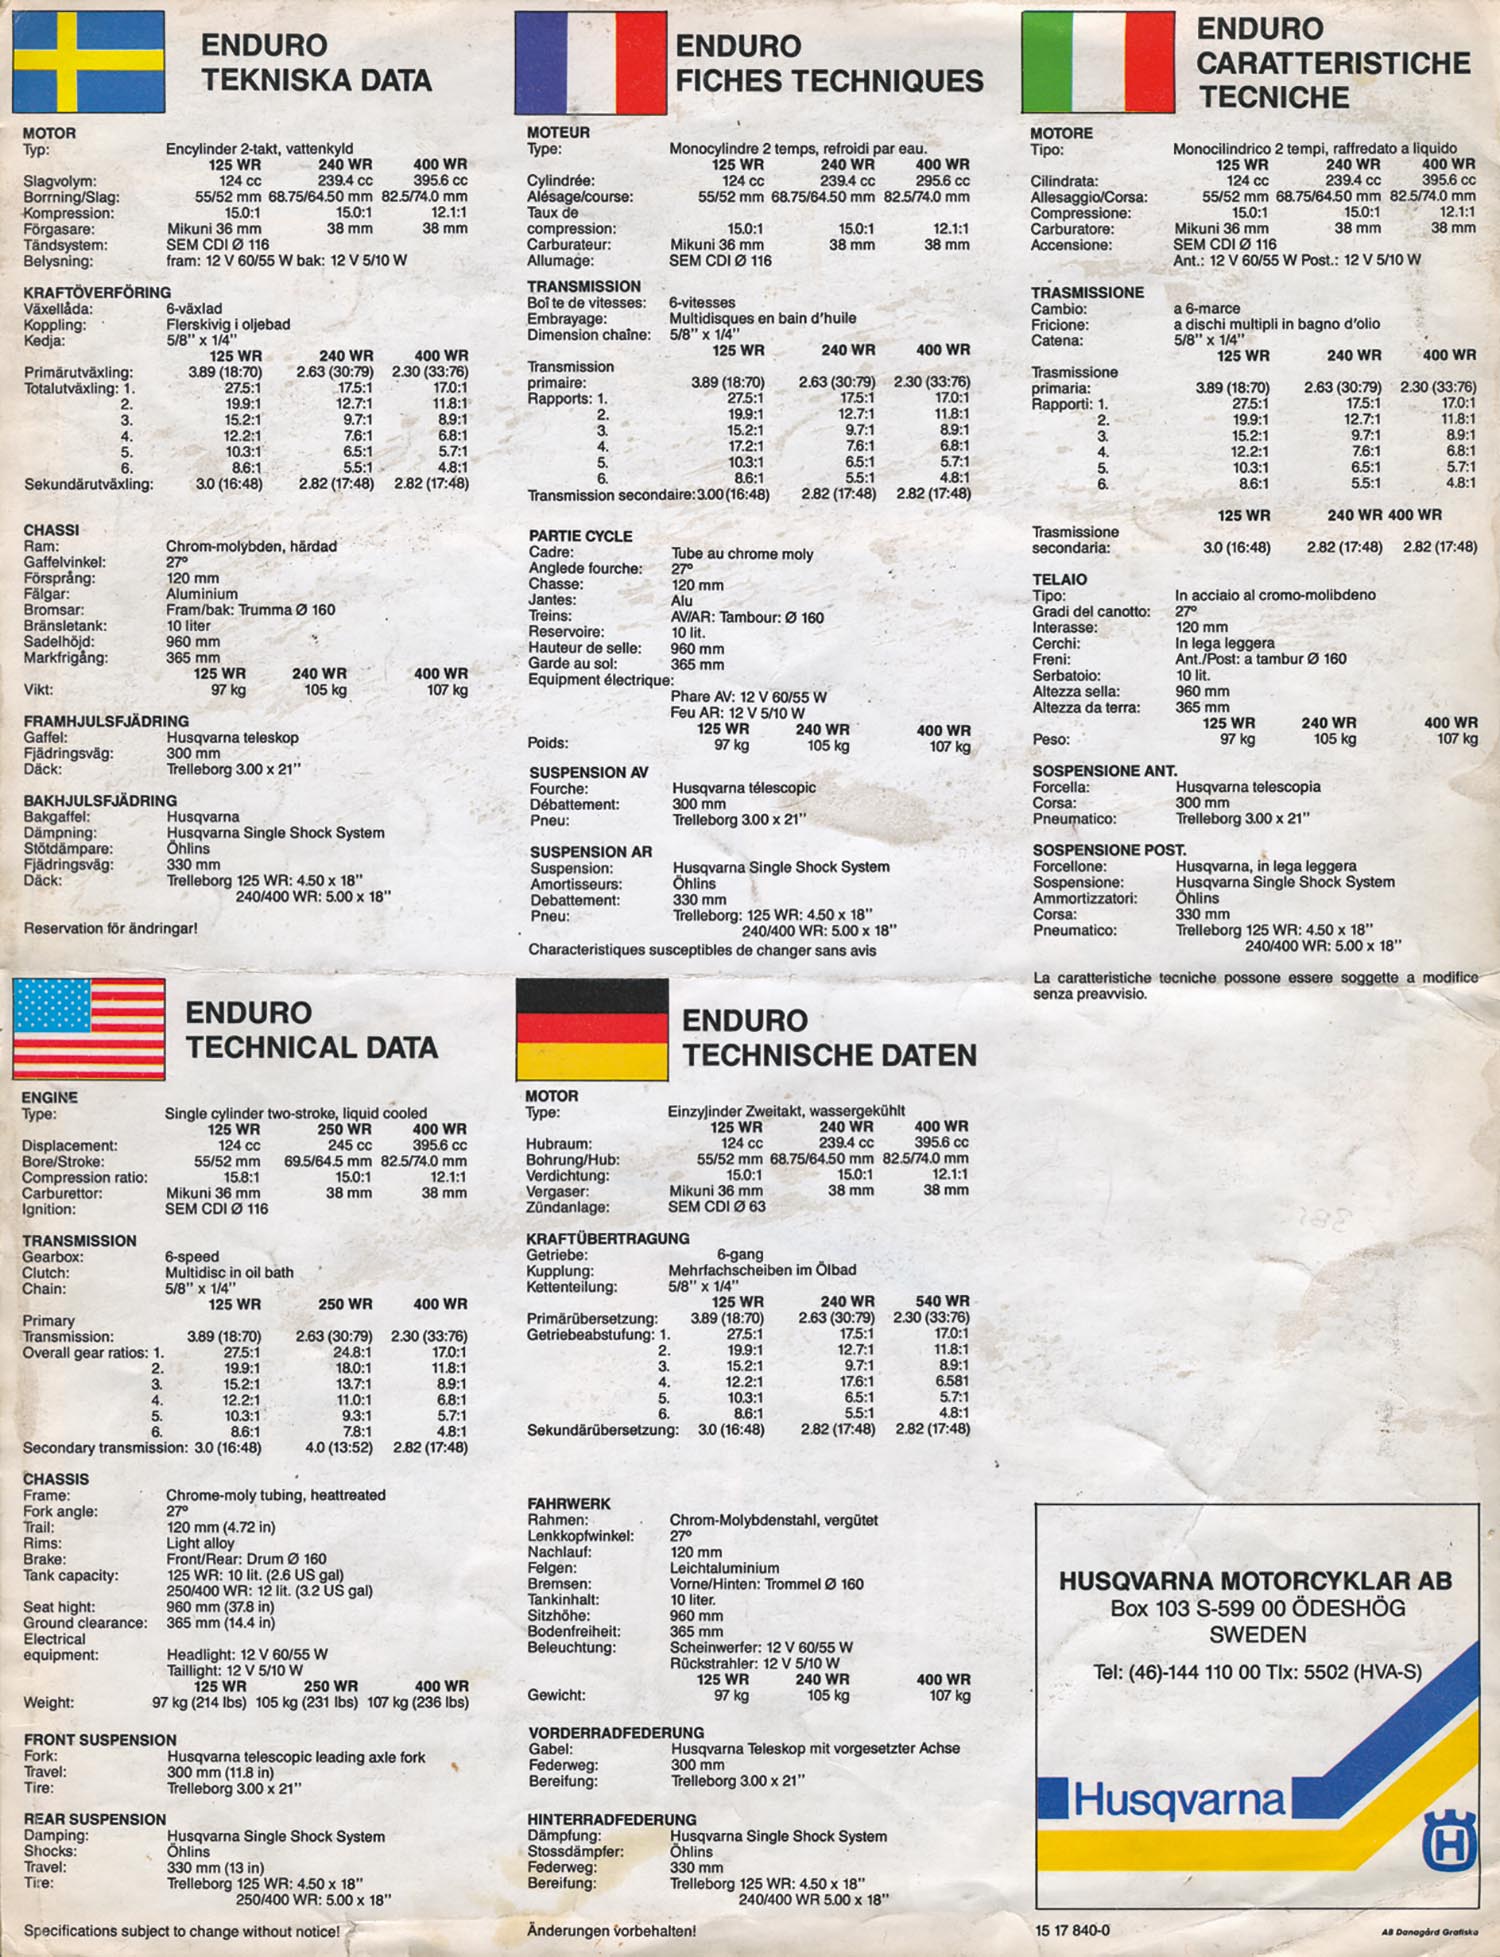 ENDURO
TEKNISKA DATA
MOTOR
Typ: Encylinder 2-takt, vattenkyld
125 WR 240 WR 400 WR
Slagvolym: 124 cc 239.4 cc 395.6 cc
Borrning/Slag: 55/52 mm 68.75/64.50 mm 82.5/74.0 mm
Kompression: 15.0:1 15.0:1 12.1:1
Förgasare: Mikuni 36 mm 38 mm 38 mm
Tändsystem: SEM CDI Ø 116
Belysning: fram: 12 V 60/55 W bak: 12 V 5/10 W
KRAFTÖVERFÖRING
Växellåda: 6-växlad
Koppling: Flerskivig i oljebad
Kedja: 5/8" x 1/4"
125 WR 240 WR 400 WR
Primärutväxling: 3.89 (18:70) 2.63 (30:79) 2.30 (33:76)
Totalutväxling: 1. 27.5:1 17.5:1 17.0:1
2. 19.9:1 12.7:1 11.8:1
3. 15.2:1 9.7:1 8.9:1
4. 12.2:1 7.6:1 6.8:1
5. 10.3:1 6.5:1 5.7:1
6. 8.6:1 5.5:1 4.8:1
Sekundärutväxling: 3.0 (16:48) 2.82 (17:48) 2.82 (17:48)
CHASSI
Ram: Chrom-molybden, härdad
Gaffelvinkel: 27°
Försprång: 120 mm
Fälgar: Aluminium
Bromsar: Fram/bak: Trumma Ø 160
Bränsletank: 10 liter
Sadelhöjd: 960 mm
Markfrigång: 365 mm
125 WR 240 WR 400 WR
Vikt: 97 kg 105 kg 107 kg
FRAMHJULSFJÄDRING
Gaffel: Husqvarna teleskop
Fjädringsväg: 300 mm
Däck: Trelleborg 3.00 x 21"
BAKHJULSFJÄDRING
Bakgaffel: Husqvarna
Dämpning: Husqvarna Single Shock System
Stötdämpare: Öhlins
Fjädringsväg: 330 mm
Däck: Trelleborg 125 WR: 4.50 x 18"
240/400 WR: 5.00 x 18"
Reservation för ändringar!
ENDURO
FICHES TECHNIQUES
MOTEUR
Type: Monocylindre 2 temps, refroidi par eau.
125 WR 240 WR 400 WR
Cylindrée: 124 cc 239.4 cc 295.6 cc
Alésage/course: 55/52 mm 68.75/64.50 mm 82.5/74.0 mm
Taux de
compression: 15.0:1 15.0:1 12.1:1
Carburateur: Mikuni 36 mm 38 mm 38 mm
Allumage: SEM CDI Ø 116
TRANSMISSION
Boîte de vitesses: 6-vitesses
Embrayage: Multidisques en bain d'huile
Dimension chaîne: 5/8" x 1/4"
125 WR 240 WR 400 WR
Transmission
primaire: 3.89 (18:70) 2.63 (30:79) 2.30 (33:76)
Rapports: 1. 27.5:1 17.5:1 17.0:1
2. 19.9:1 12.7:1 11.8:1
3. 15.2:1 9.7:1 8.9:1
4. 17.2:1 7.6:1 6.8:1
5. 10.3:1 6.5:1 5.7:1
6. 8.6:1 5.5:1 4.8:1
Transmission secondaire: 3.00 (16:48) 2.82 (17:48) 2.82 (17:48)
PARTIE CYCLE
Cadre: Tube au chrome moly
Anglede fourche: 27°
Chasse: 120 mm
Jantes: Alu
Treins: AV/AR: Tambour: Ø 160
Reservoire: 10 lit.
Hauteur de selle: 960 mm
Garde au sol: 365 mm
Equipment électrique:
Phare AV: 12 V 60/55 W
Feu AR: 12 V 5/10 W
125 WR 240 WR 400 WR
Poids: 97 kg 105 kg 107 kg
SUSPENSION AV
Fourche: Husqvarna télescopic
Débattement: 300 mm
Pneu: Trelleborg 3.00 x 21"
SUSPENSION AR
Suspension: Husqvarna Single Shock System
Amortisseurs: Öhlins
Debattement: 330 mm
Pneu: Trelleborg: 125 WR: 4.50 x 18"
240/400 WR: 5.00 x 18"
Characteristiques susceptibles de changer sans avis
ENDURO
CARATTERISTICHE
TECNICHE
MOTORE
Tipo: Monocilindrico 2 tempi, raffredato a liquido
125 WR 240 WR 400 WR
Cilindrata: 124 cc 239.4 cc 395.6 cc
Allesaggio/Corsa: 55/52 mm 68.75/64.50 mm 82.5/74.0 mm
Compressione: 15.0:1 15.0:1 12.1:1
Carburatore: Mikuni 36 mm 38 mm 38 mm
Accensione: SEM CDI Ø 116
Ant.: 12 V 60/55 W Post.: 12 V 5/10 W
TRASMISSIONE
Cambio: a 6-marce
Fricione: a dischi multipli in bagno d'olio
Catena: 5/8" x 1/4"
125 WR 240 WR 400 WR
Trasmissione
primaria: 3.89 (18:70) 2.63 (30:79) 2.30 (33:76)
Rapporti: 1. 27.5:1 17.5:1 17.0:1
2. 19.9:1 12.7:1 11.8:1
3. 15.2:1 9.7:1 8.9:1
4. 12.2:1 7.6:1 6.8:1
5. 10.3:1 6.5:1 5.7:1
6. 8.6:1 5.5:1 4.8:1
125 WR 240 WR 400 WR
Trasmissione
secondaria: 3.0 (16:48) 2.82 (17:48) 2.82 (17:48)
TELAIO
Tipo: In acciaio al cromo-molibdeno
Gradi del canotto: 27°
Interasse: 120 mm
Cerchi: In lega leggera
Freni: Ant./Post: a tambur Ø 160
Serbatoio: 10 lit.
Altezza sella: 960 mm
Altezza da terra: 365 mm
125 WR 240 WR 400 WR
Peso: 97 kg 105 kg 107 kg
SOSPENSIONE ANT.
Forcella: Husqvarna telescopia
Corsa: 300 mm
Pneumatico: Trelleborg 3.00 x 21"
SOSPENSIONE POST.
Forcellone: Husqvarna, in lega leggera
Sospensione: Husqvarna Single Shock System
Ammortizzatori: Öhlins
Corsa: 330 mm
Pneumatico: Trelleborg 125 WR: 4.50 x 18"
240/400 WR: 5.00 x 18"
La caratteristiche tecniche possone essere soggette a modifice
senza preavvisio.
ENDURO
TECHNICAL DATA
ENGINE
Type: Single cylinder two-stroke, liquid cooled
125 WR 250 WR 400 WR
Displacement: 124 cc 245 cc 395.6 cc
Bore/Stroke: 55/52 mm 69.5/64.5 mm 82.5/74.0 mm
Compression ratio: 15.8:1 15.0:1 12.1:1
Carburettor: Mikuni 36 mm 38 mm 38 mm
Ignition: SEM CDI Ø 116
TRANSMISSION
Gearbox: 6-speed
Clutch: Multidisc in oil bath
Chain: 5/8" x 1/4"
125 WR 250 WR 400 WR
Primary
Transmission: 3.89 (18:70) 2.63 (30:79) 2.30 (33:76)
Overall gear ratios: 1. 27.5:1 24.8:1 17.0:1
2. 19.9:1 18.0:1 11.8:1
3. 15.2:1 13.7:1 8.9:1
4. 12.2:1 11.0:1 6.8:1
5. 10.3:1 9.3:1 5.7:1
6. 8.6:1 7.8:1 4.8:1
Secondary transmission: 3.0 (16:48) 4.0 (13:52) 2.82 (17:48)
CHASSIS
Frame: Chrome-moly tubing, heattreated
Fork angle: 27°
Trail: 120 mm (4.72 in)
Rims: Light alloy
Brake: Front/Rear: Drum Ø 160
Tank capacity: 125 WR: 10 lit. (2.6 US gal)
250/400 WR: 12 lit. (3.2 US gal)
Seat hight: 960 mm (37.8 in)
Ground clearance: 365 mm (14.4 in)
Electrical
equipment: Headlight: 12 V 60/55 W
Taillight: 12 V 5/10 W
125 WR 250 WR 400 WR
Weight: 97 kg (214 lbs) 105 kg (231 lbs) 107 kg (236 lbs)
FRONT SUSPENSION
Fork: Husqvarna telescopic leading axle fork
Travel: 300 mm (11.8 in)
Tire: Trelleborg 3.00 x 21"
REAR SUSPENSION
Damping: Husqvarna Single Shock System
Shocks: Öhlins
Travel: 330 mm (13 in)
Tire: Trelleborg 125 WR: 4.50 x 18"
250/400 WR: 5.00 x 18"
Specifications subject to change without notice!
ENDURO
TECHNISCHE DATEN
MOTOR
Type: Einzylinder Zweitakt, wassergekühlt
125 WR 240 WR 400 WR
Hubraum: 124 cc 239.4 cc 395.6 cc
Bohrung/Hub: 55/52 mm 68.75/64.50 mm 82.5/74.0 mm
Verdichtung: 15.0:1 15.0:1 12.1:1
Vergaser: Mikuni 36 mm 38 mm 38 mm
Zündanlage: SEM CDI Ø 63
KRAFTÜBERTRAGUNG
Getriebe: 6-gang
Kupplung: Mehrfachscheiben im Ölbad
Kettenteilung: 5/8" x 1/4"
125 WR 240 WR 540 WR
Primärübersetzung: 3.89 (18:70) 2.63 (30:79) 2.30 (33:76)
Getriebeabstufung: 1. 27.5:1 17.5:1 17.0:1
2. 19.9:1 12.7:1 11.8:1
3. 15.2:1 9.7:1 8.9:1
4. 12.2:1 17.6:1 6.581
5. 10.3:1 6.5:1 5.7:1
6. 8.6:1 5.5:1 4.8:1
Sekundärübersetzung: 3.0 (16:48) 2.82 (17:48) 2.82 (17:48)
FAHRWERK
Rahmen: Chrom-Molybdenstahl, vergütet
Lenkkopfwinkel: 27°
Nachlauf: 120 mm
Felgen: Leichtaluminium
Bremsen: Vorne/Hinten: Trommel Ø 160
Tankinhalt: 10 liter.
Sitzhöhe: 960 mm
Bodenfreiheit: 365 mm
Beleuchtung: Scheinwerfer: 12 V 60/55 W
Rückstrahler: 12 V 5/10 W
125 WR 240 WR 400 WR
Gewicht: 97 kg 105 kg 107 kg
VORDERRADFEDERUNG
Gabel: Husqvarna Teleskop mit vorgesetzter Achse
Federweg: 300 mm
Bereifung: Trelleborg 3.00 x 21"
HINTERRADFEDERUNG
Dämpfung: Husqvarna Single Shock System
Stossdämpfer: Öhlins
Federweg: 330 mm
Bereifung: Trelleborg 125 WR: 4.50 x 18"
240/400 WR 5.00 x 18"
Änderungen vorbehalten!
HUSQVARNA MOTORCYKLAR AB
Box 103 S-599 00 ÖDESHÖG
SWEDEN
Tel: (46)-144 110 00 Tlx: 5502 (HVA-S)
Husqvarna
H
15 17 840-0
AB Danagård Grafiska